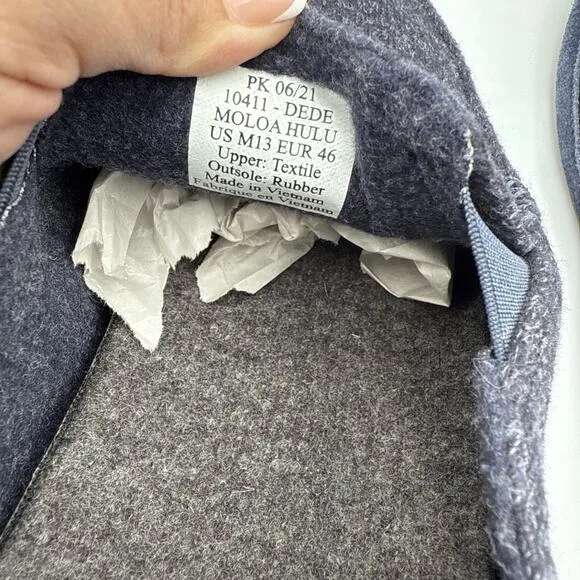 PK 06/21
10411 - DEDE
MOLOA HULU
US M13 EUR 46
Upper: Textile
Outsole: Rubber
Made in Vietnam
Fabrique en Vietnam